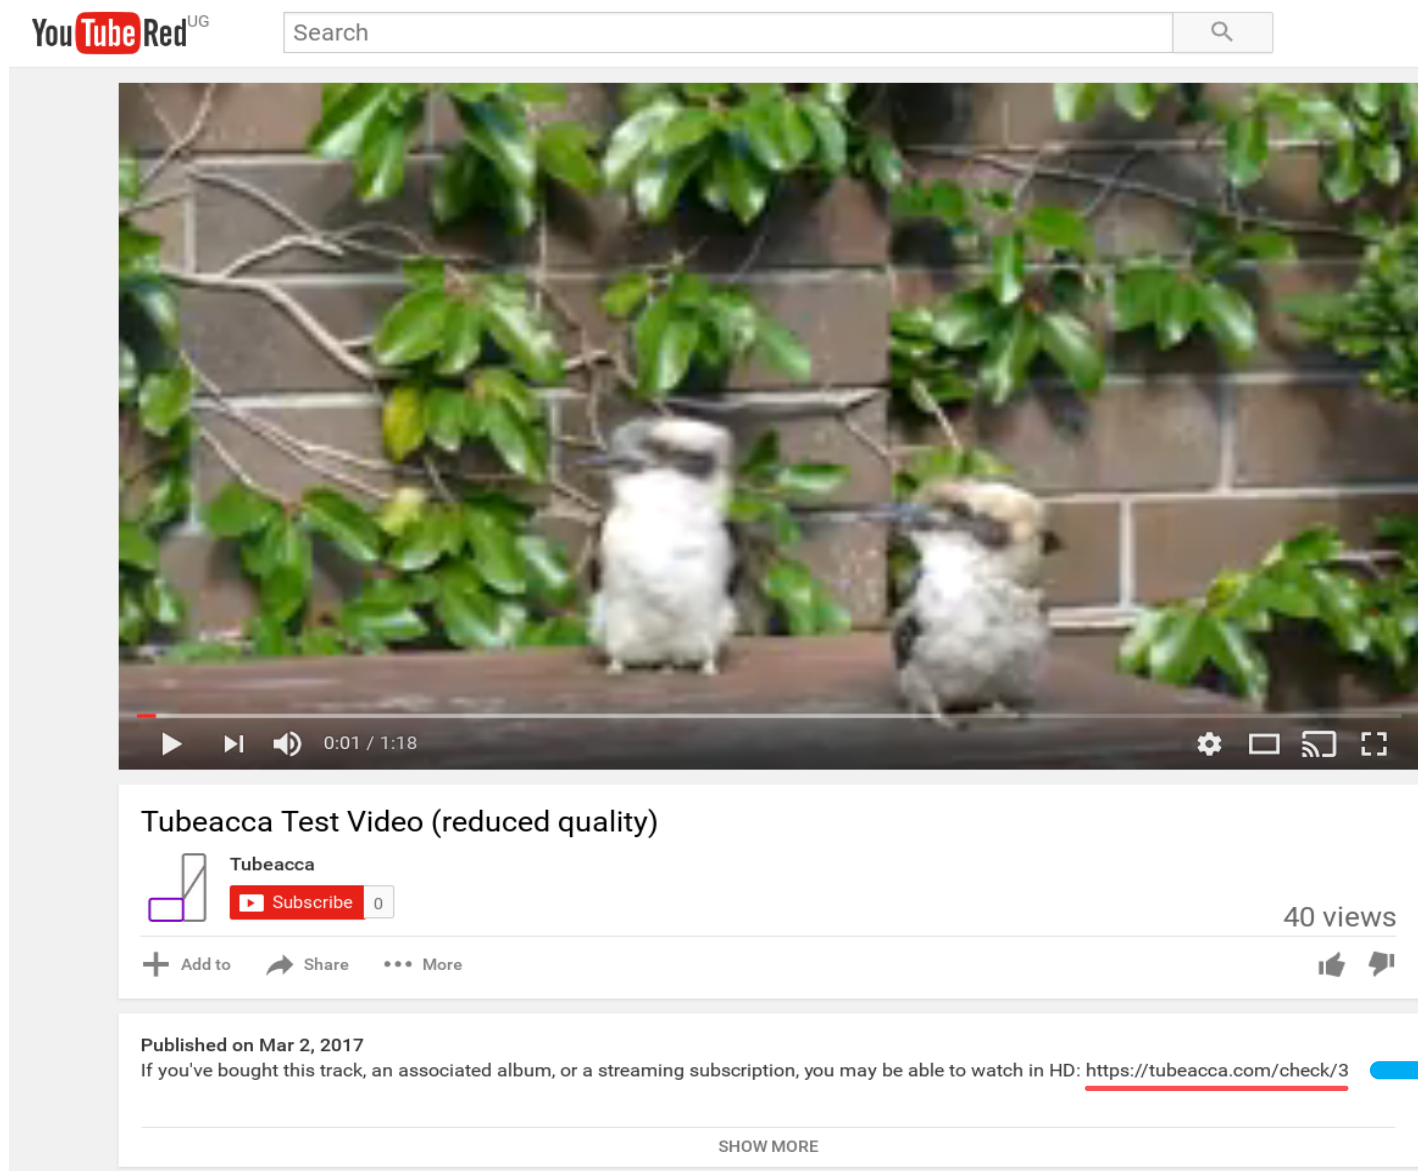 YouTube Red UG
Search
0:01 / 1:18
Tubeacca Test Video (reduced quality)
Tubeacca
Subscribe 0
40 views
Add to Share More
Published on Mar 2, 2017
If you've bought this track, an associated album, or a streaming subscription, you may be able to watch in HD: https://tubeacca.com/check/3
SHOW MORE